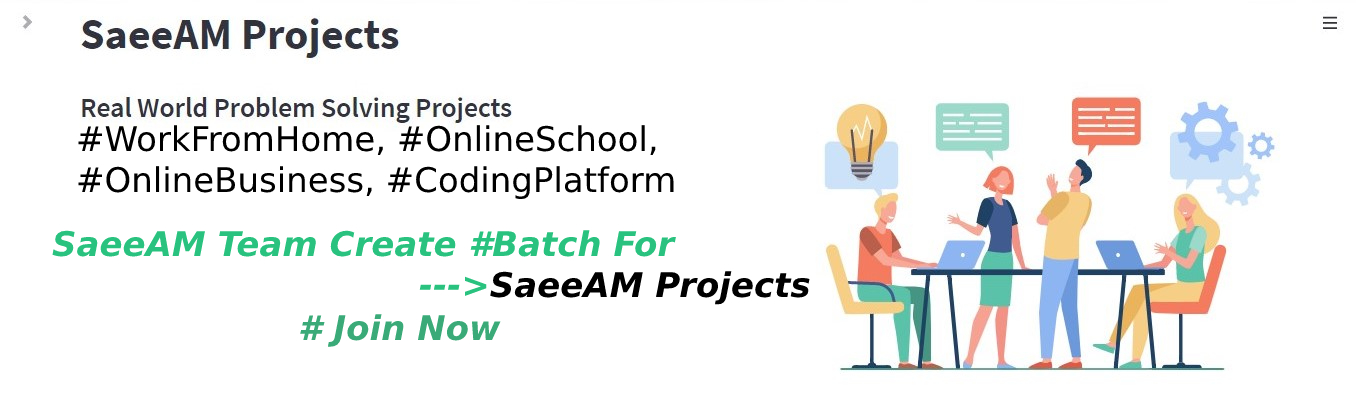 SaeeAM Projects
Real World Problem Solving Projects
#WorkFromHome, #OnlineSchool,
#OnlineBusiness, #CodingPlatform
SaeeAM Team Create #Batch For
--->SaeeAM Projects
# Join Now